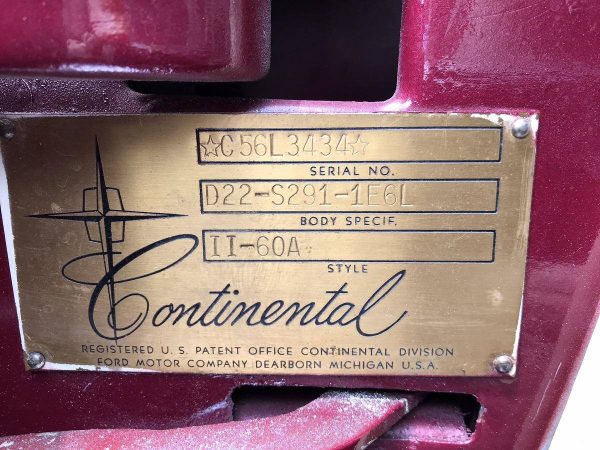 ☆C56L3434☆
SERIAL NO.
D22-S291-1F6L
BODY SPECIF.
II-60A
STYLE
Continental
REGISTERED U.S. PATENT OFFICE CONTINENTAL DIVISION
FORD MOTOR COMPANY DEARBORN MICHIGAN U.S.A.